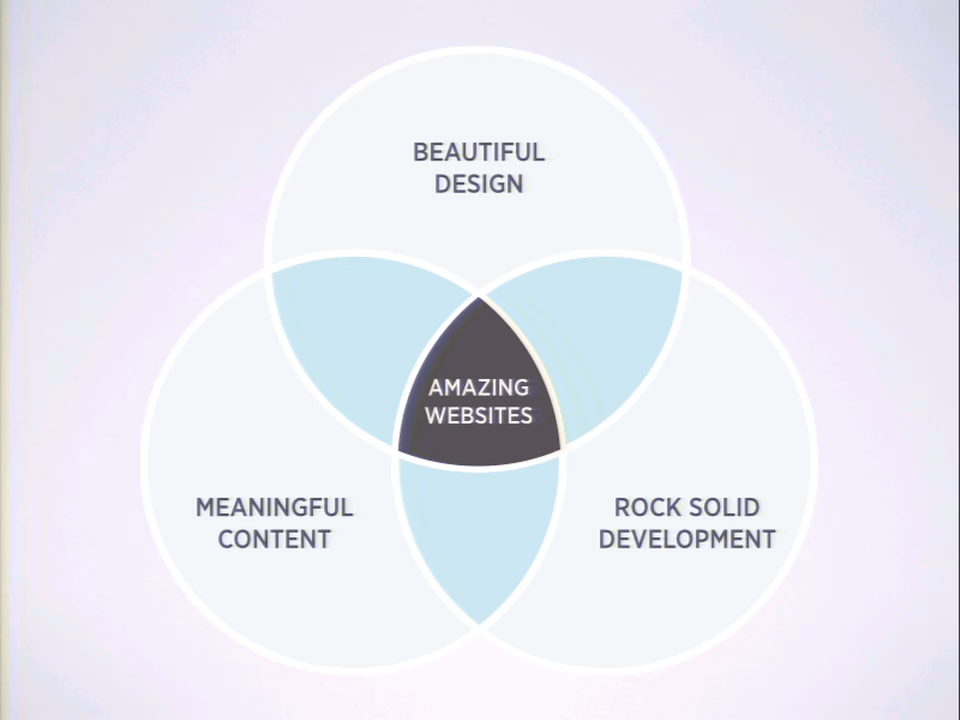 BEAUTIFUL
DESIGN
AMAZING
WEBSITES
MEANINGFUL
CONTENT
ROCK SOLID
DEVELOPMENT